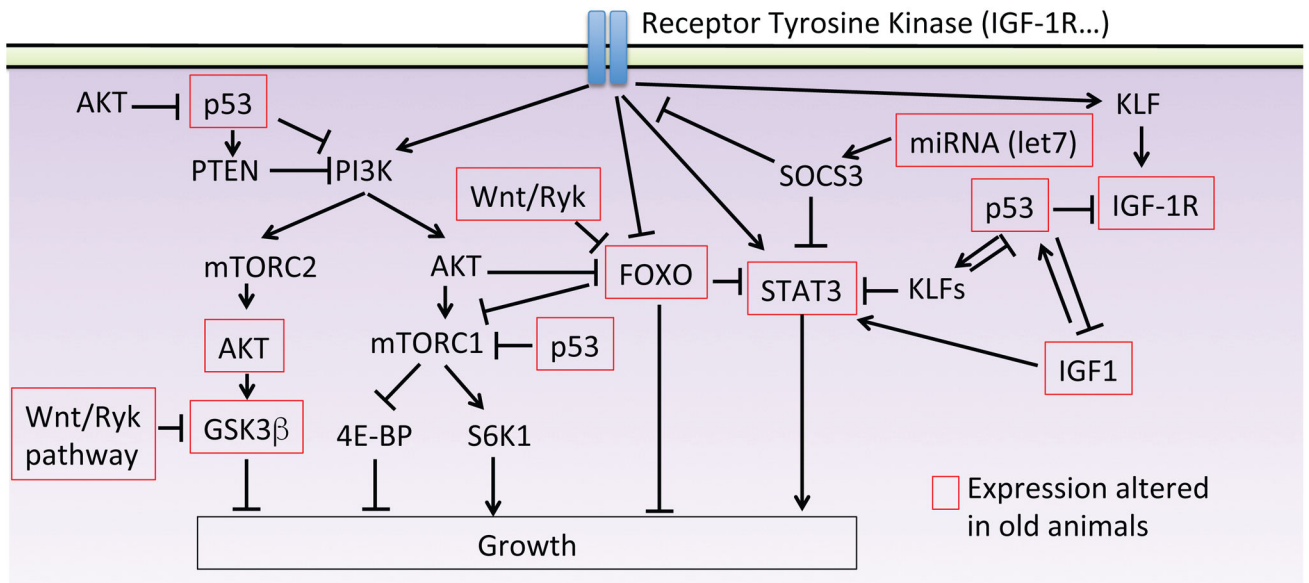 Receptor Tyrosine Kinase (IGF-1R...)
AKT
p53
KLF
miRNA (let7)
PTEN
PI3K
SOCS3
Wnt/Ryk
p53
IGF-1R
mTORC2
AKT
FOXO
STAT3
KLFs
AKT
mTORC1
p53
IGF1
Wnt/Ryk
pathway
GSK3β
4E-BP
S6K1
Expression altered
in old animals
Growth